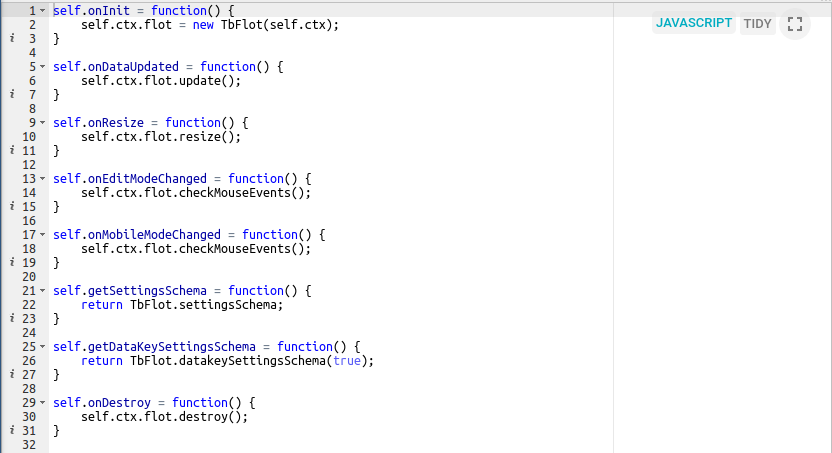 JAVASCRIPT TIDY
1 self.onInit = function() {
2     self.ctx.flot = new TbFlot(self.ctx);
i 3 }
4
5 self.onDataUpdated = function() {
6     self.ctx.flot.update();
i 7 }
8
9 self.onResize = function() {
10     self.ctx.flot.resize();
i 11 }
12
13 self.onEditModeChanged = function() {
14     self.ctx.flot.checkMouseEvents();
i 15 }
16
17 self.onMobileModeChanged = function() {
18     self.ctx.flot.checkMouseEvents();
i 19 }
20
21 self.getSettingsSchema = function() {
22     return TbFlot.settingsSchema;
i 23 }
24
25 self.getDataKeySettingsSchema = function() {
26     return TbFlot.datakeySettingsSchema(true);
i 27 }
28
29 self.onDestroy = function() {
30     self.ctx.flot.destroy();
i 31 }
32